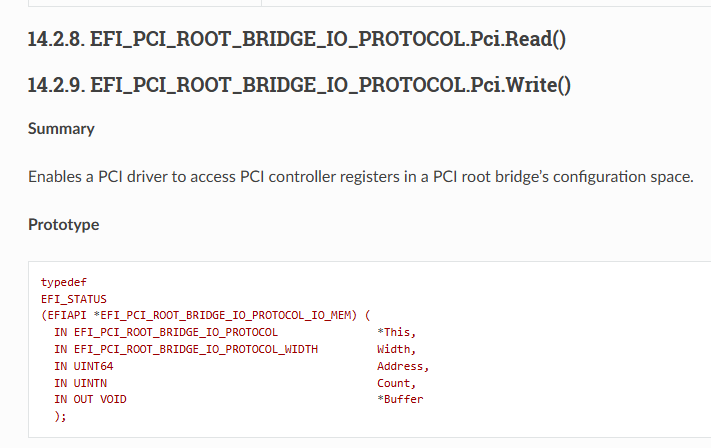 14.2.8. EFI_PCI_ROOT_BRIDGE_IO_PROTOCOL.Pci.Read()
14.2.9. EFI_PCI_ROOT_BRIDGE_IO_PROTOCOL.Pci.Write()
Summary
Enables a PCI driver to access PCI controller registers in a PCI root bridge’s configuration space.
Prototype
typedef
EFI_STATUS
(EFIAPI *EFI_PCI_ROOT_BRIDGE_IO_PROTOCOL_IO_MEM) (
  IN EFI_PCI_ROOT_BRIDGE_IO_PROTOCOL               *This,
  IN EFI_PCI_ROOT_BRIDGE_IO_PROTOCOL_WIDTH         Width,
  IN UINT64                                        Address,
  IN UINTN                                         Count,
  IN OUT VOID                                      *Buffer
  );